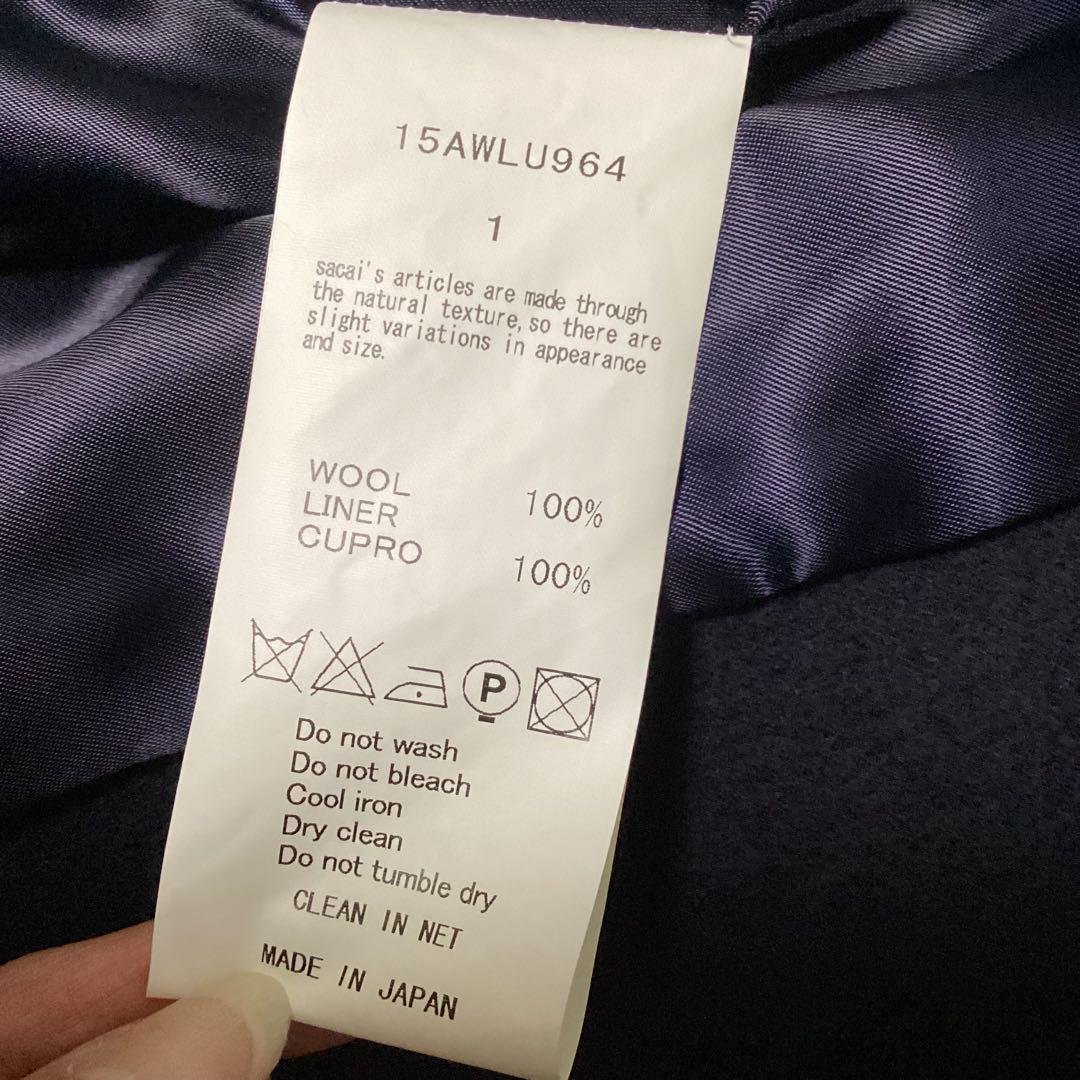 15AWLU964
1
sacai's articles are made through
the natural texture, so there are
slight variations in appearance
and size.
WOOL 100%
LINER
CUPRO 100%
P
Do not wash
Do not bleach
Cool iron
Dry clean
Do not tumble dry
CLEAN IN NET
MADE IN JAPAN